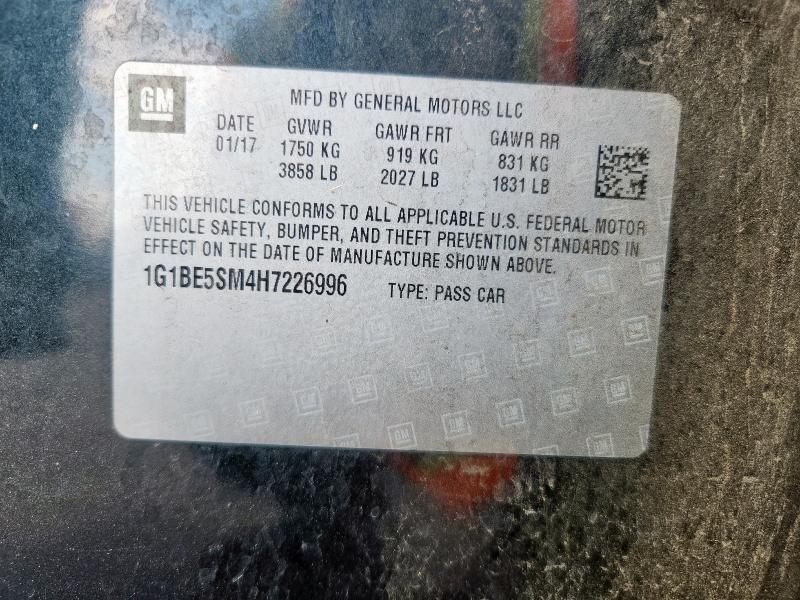 GM
MFD BY GENERAL MOTORS LLC
DATE GVWR GAWR FRT GAWR RR
01/17 1750 KG 919 KG 831 KG
3858 LB 2027 LB 1831 LB
THIS VEHICLE CONFORMS TO ALL APPLICABLE U.S. FEDERAL MOTOR
VEHICLE SAFETY, BUMPER, AND THEFT PREVENTION STANDARDS IN
EFFECT ON THE DATE OF MANUFACTURE SHOWN ABOVE.
1G1BE5SM4H7226996 TYPE: PASS CAR